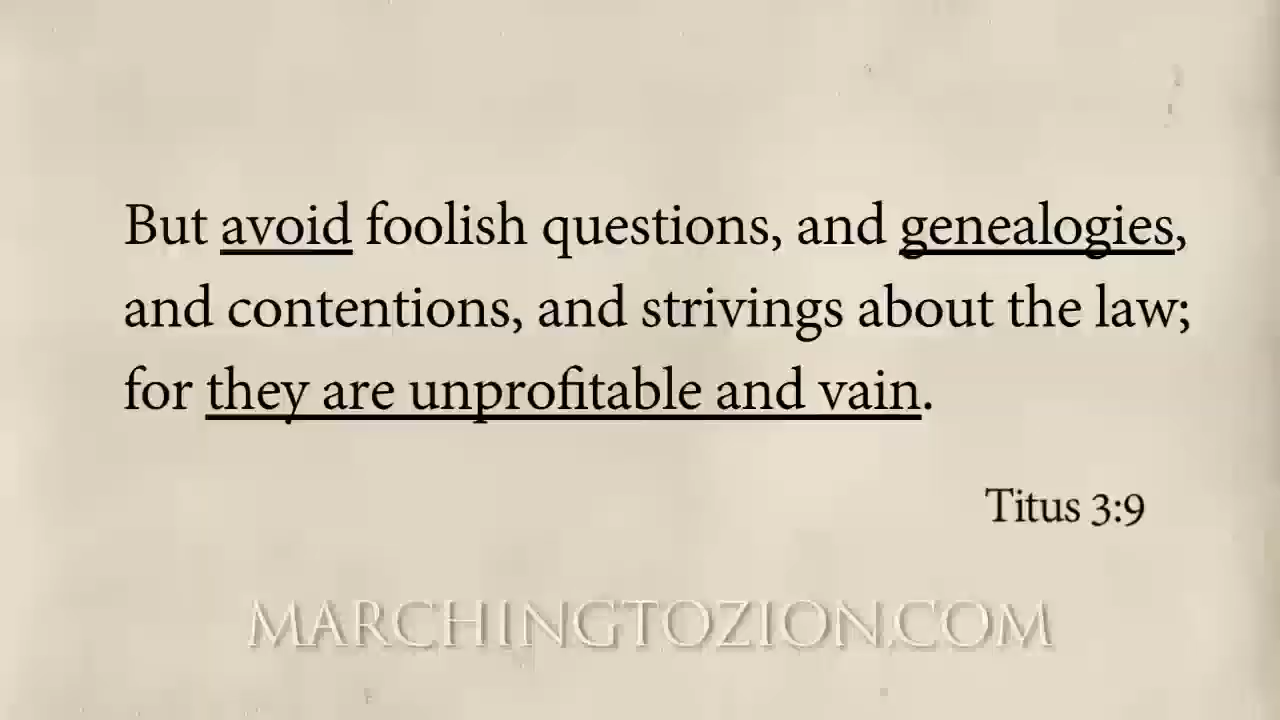 But avoid foolish questions, and genealogies,
and contentions, and strivings about the law;
for they are unprofitable and vain.
Titus 3:9
MARCHINGTOZION.COM